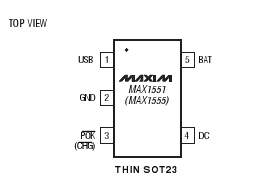 TOP VIEW
USB 1
5 BAT
MAXIM
MAX1551
(MAX1555)
GND 2
POK 3
(CHG)
4 DC
THIN SOT23